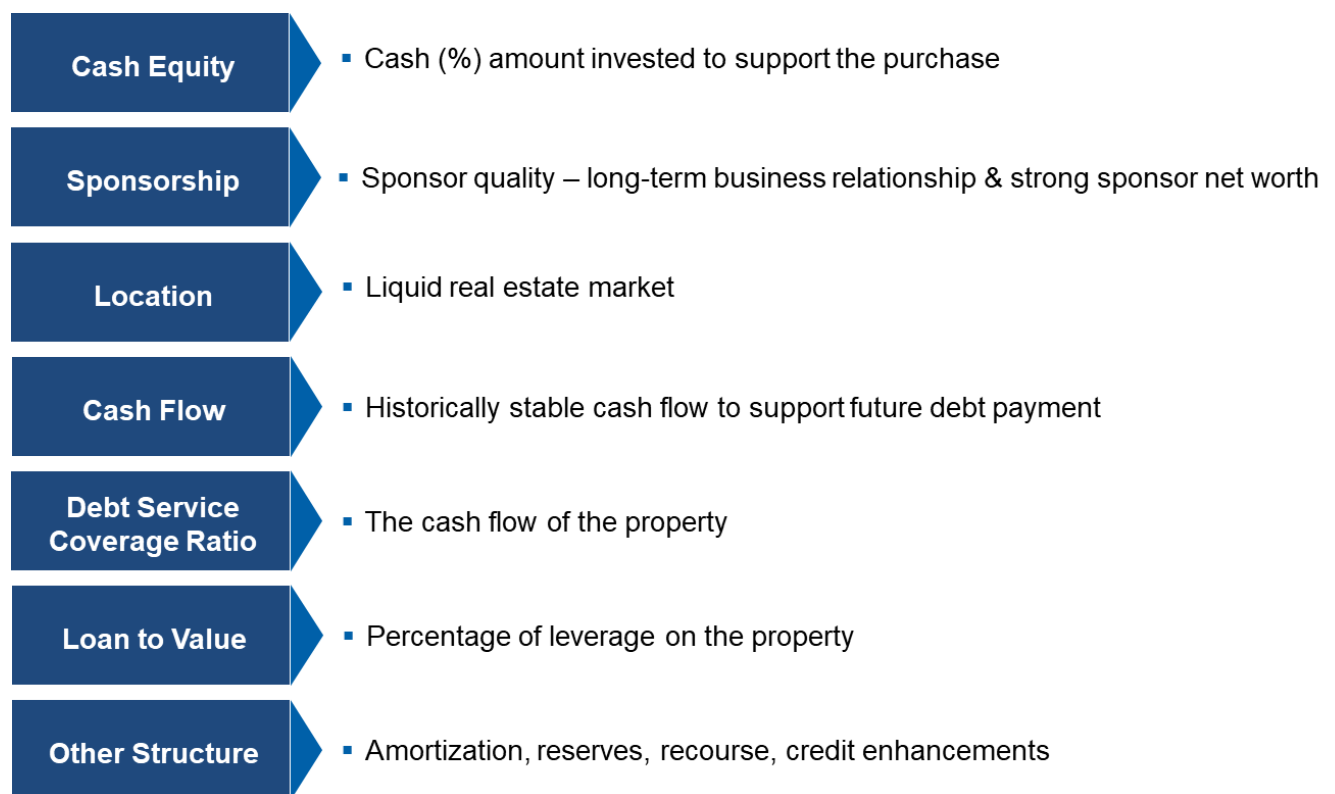 Cash Equity
▪ Cash (%) amount invested to support the purchase
Sponsorship
▪ Sponsor quality – long-term business relationship & strong sponsor net worth
Location
▪ Liquid real estate market
Cash Flow
▪ Historically stable cash flow to support future debt payment
Debt Service
Coverage Ratio
▪ The cash flow of the property
Loan to Value
▪ Percentage of leverage on the property
Other Structure
▪ Amortization, reserves, recourse, credit enhancements